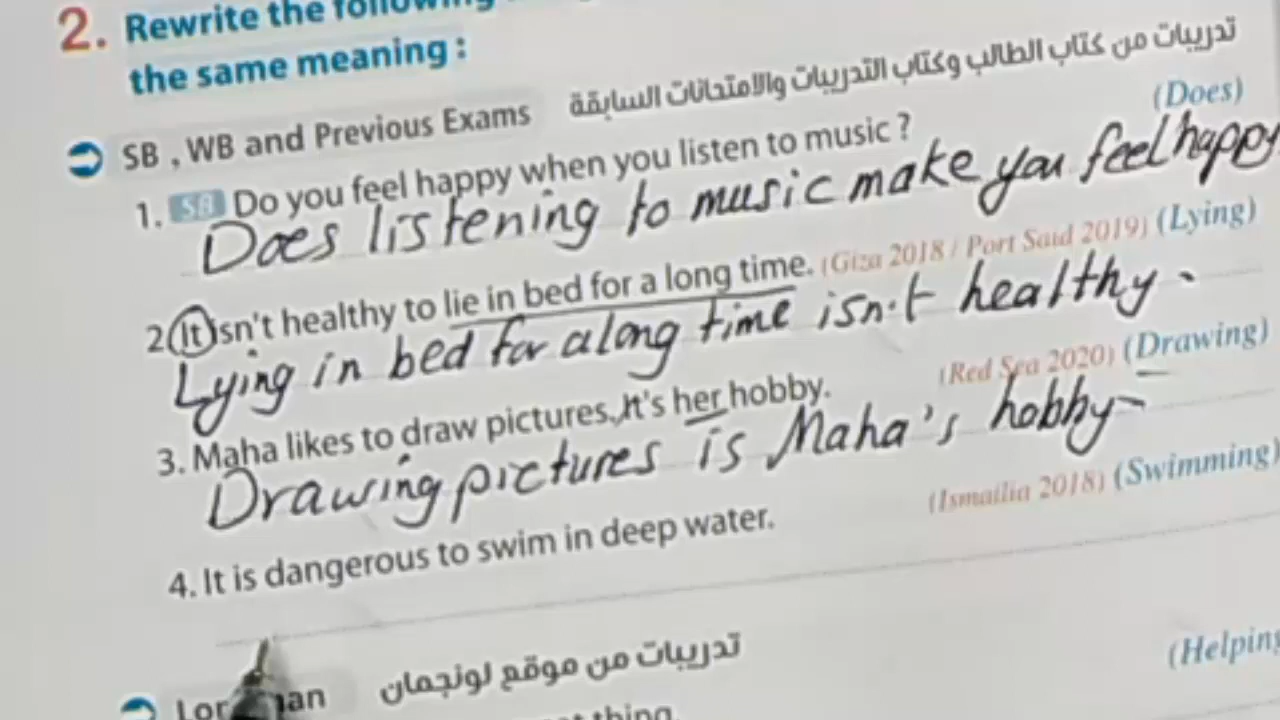 2. Rewrite the following
the same meaning :
SB , WB and Previous Exams تدريبات من كتاب الطالب وكتاب التدريبات والامتحانات السابقة
1. SB Do you feel happy when you listen to music ? (Does)
Does listening to music make you feel happy
2 It isn't healthy to lie in bed for a long time. (Giza 2018 / Port Said 2019) (Lying)
Lying in bed for along time isn't healthy.
3. Maha likes to draw pictures. It's her hobby. (Red Sea 2020) (Drawing)
Drawing pictures is Maha's hobby
4. It is dangerous to swim in deep water. (Ismailia 2018) (Swimming)
تدريبات من موقع لونجمان (Helping
thing.